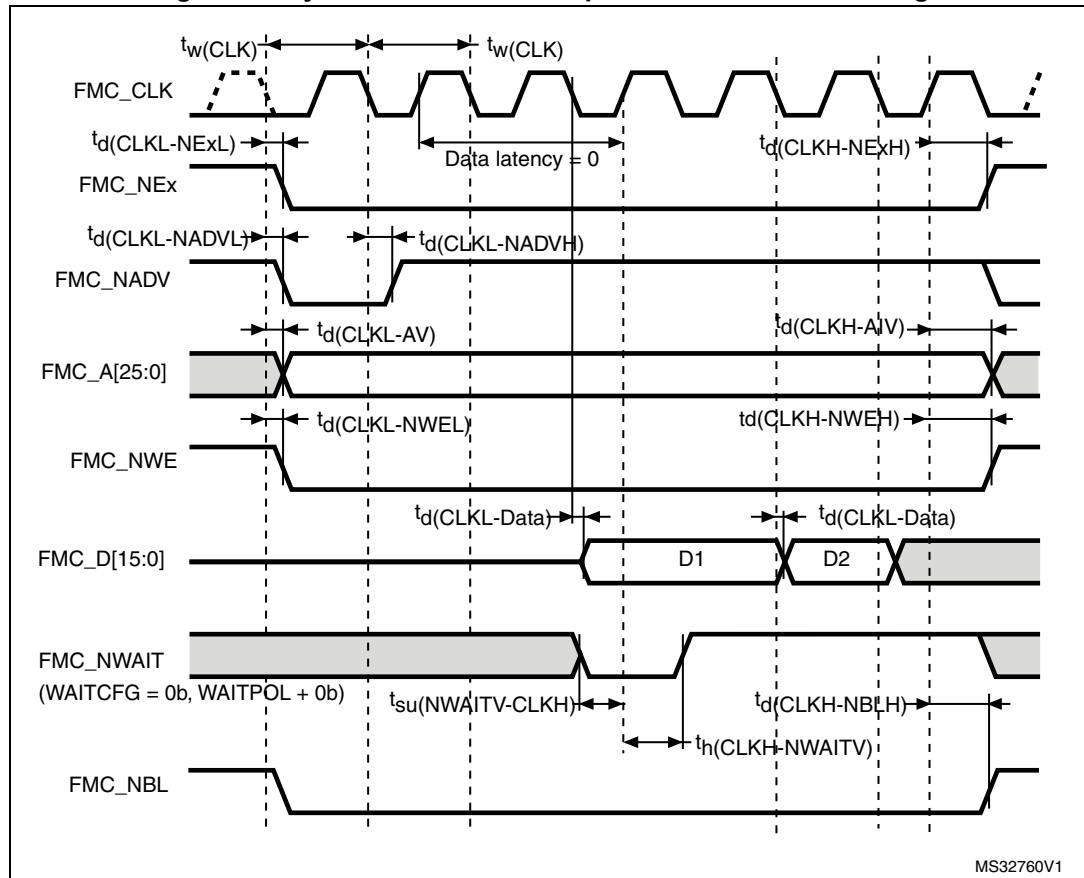 tw(CLK) tw(CLK)
FMC_CLK
td(CLKL-NExL) Data latency = 0 td(CLKH-NExH)
FMC_NEx
td(CLKL-NADVL) td(CLKL-NADVH)
FMC_NADV
td(CLKL-AV) td(CLKH-AIV)
FMC_A[25:0]
td(CLKL-NWEL) td(CLKH-NWEH)
FMC_NWE
td(CLKL-Data) td(CLKL-Data)
FMC_D[15:0] D1 D2
FMC_NWAIT
(WAITCFG = 0b, WAITPOL + 0b)
tsu(NWAITV-CLKH) td(CLKH-NBLH)
th(CLKH-NWAITV)
FMC_NBL
MS32760V1